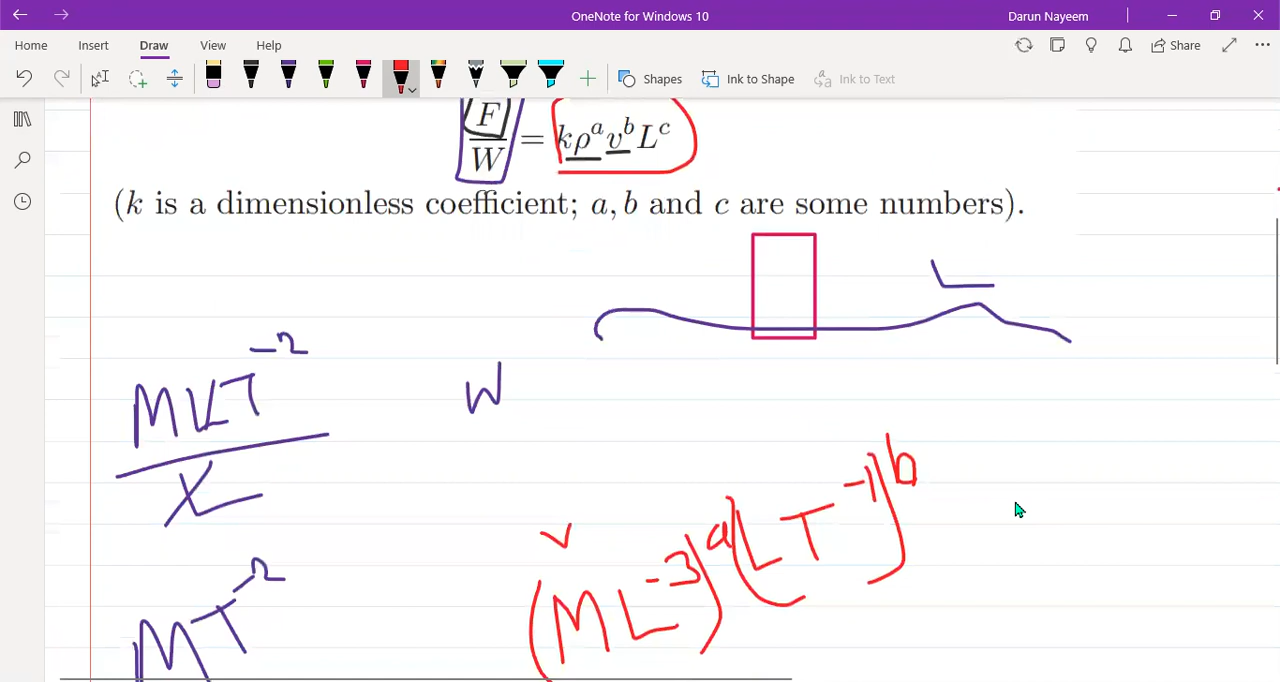 OneNote for Windows 10
Darun Nayeem
Home Insert Draw View Help
Share
Shapes Ink to Shape Ink to Text
F/W = kρ^a v^b L^c
(k is a dimensionless coefficient; a, b and c are some numbers).
L
MLT^-2
L
W
MT^-2
(ML^-3)^a (LT^-1)^b